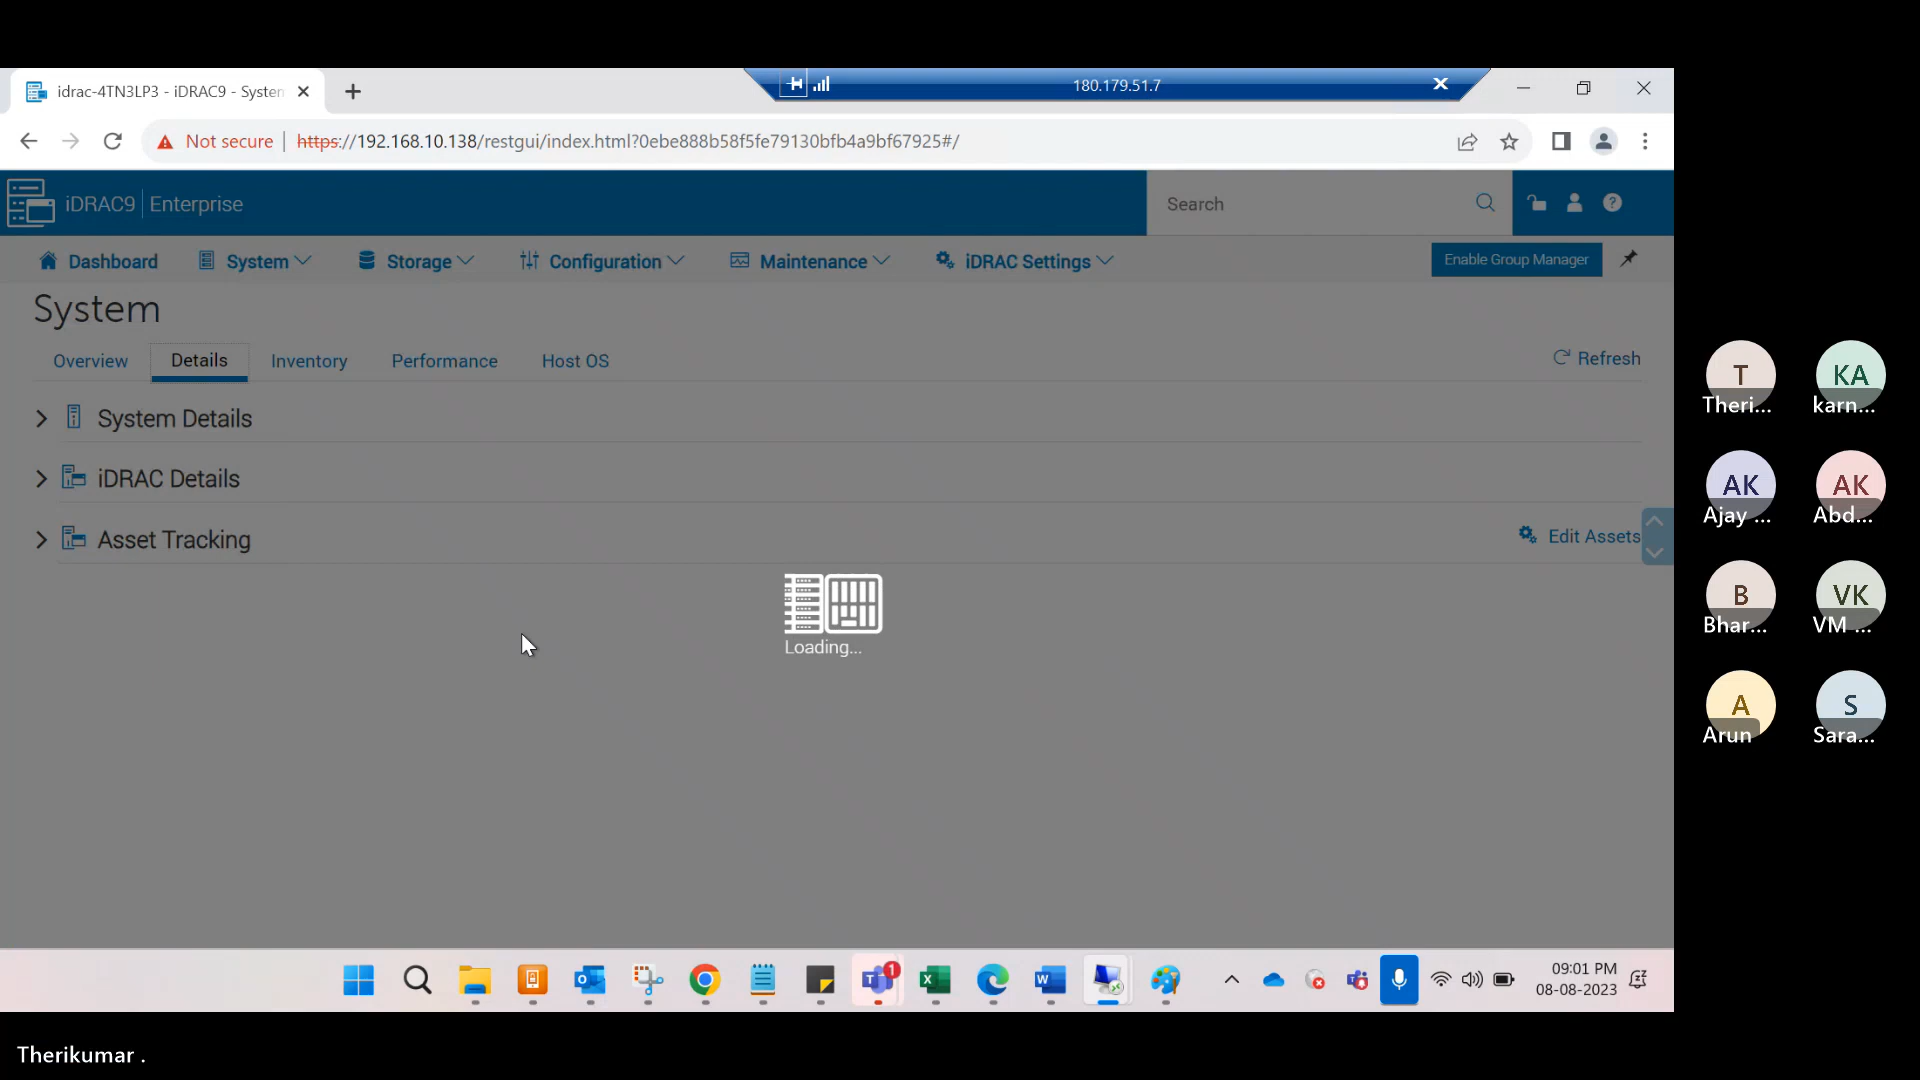 idrac-4TN3LP3 - iDRAC9 - System
180.179.51.7
Not secure
https://192.168.10.138/restgui/index.html?0ebe888b58f5fe79130bfb4a9bf67925#/
iDRAC9 | Enterprise
Search
Dashboard
System
Storage
Configuration
Maintenance
iDRAC Settings
Enable Group Manager
System
Overview
Details
Inventory
Performance
Host OS
Refresh
System Details
iDRAC Details
Asset Tracking
Edit Assets
Loading...
T
Theri...
KA
karn...
AK
Ajay ...
AK
Abd...
B
Bhar...
VK
VM ...
A
Arun
S
Sara...
1
09:01 PM
08-08-2023
Therikumar .